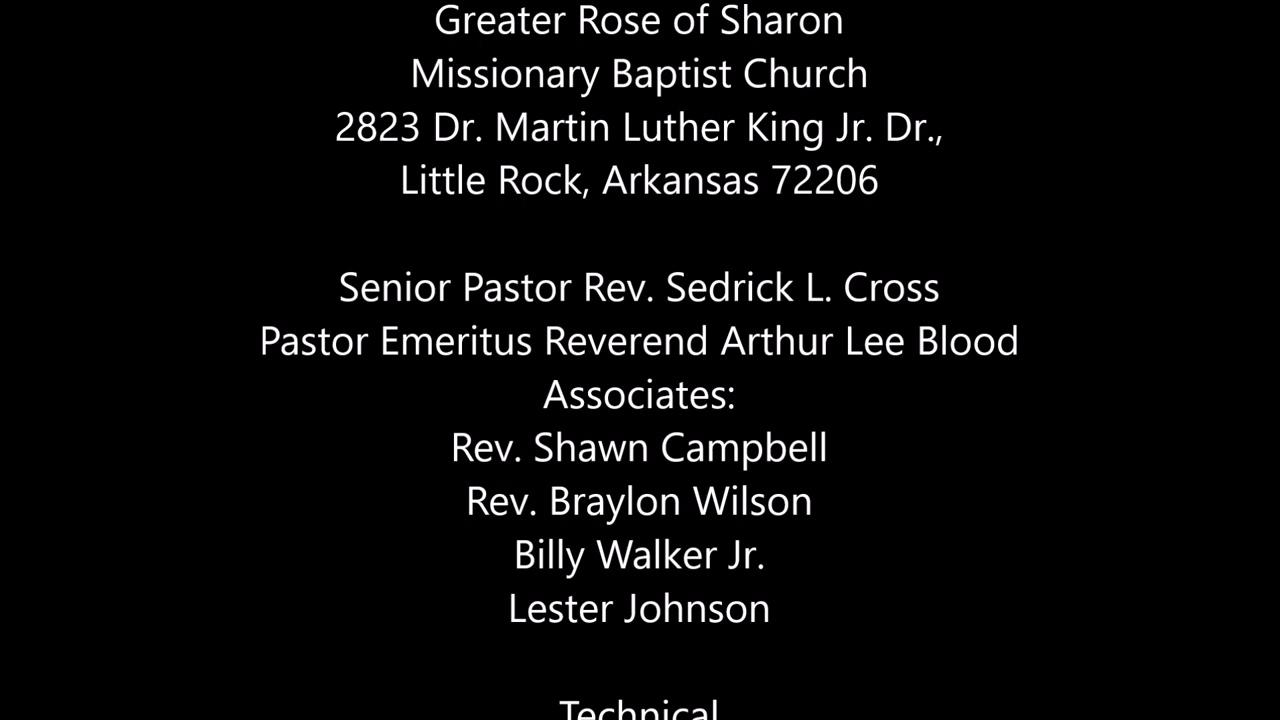 Greater Rose of Sharon
Missionary Baptist Church
2823 Dr. Martin Luther King Jr. Dr.,
Little Rock, Arkansas 72206
Senior Pastor Rev. Sedrick L. Cross
Pastor Emeritus Reverend Arthur Lee Blood
Associates:
Rev. Shawn Campbell
Rev. Braylon Wilson
Billy Walker Jr.
Lester Johnson
Technical